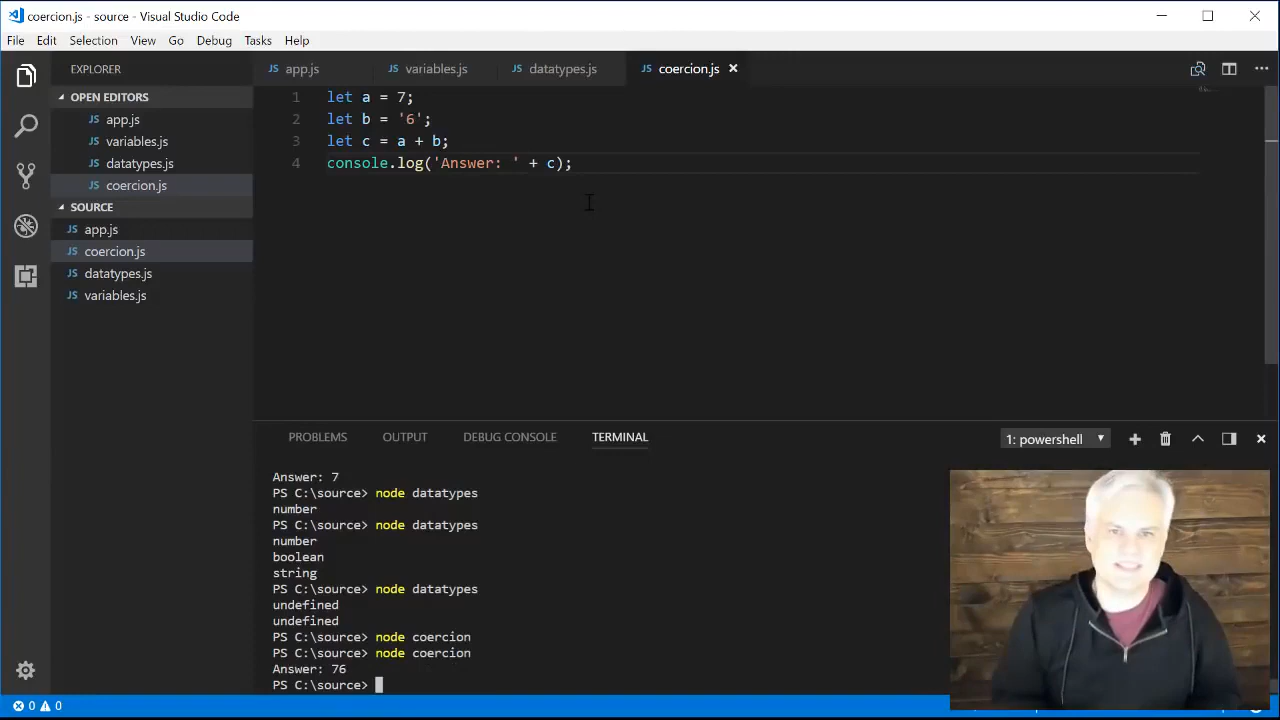 coercion.js - source - Visual Studio Code
File Edit Selection View Go Debug Tasks Help
EXPLORER
OPEN EDITORS
JS app.js
JS variables.js
JS datatypes.js
JS coercion.js
SOURCE
JS app.js
JS coercion.js
JS datatypes.js
JS variables.js
JS app.js JS variables.js JS datatypes.js JS coercion.js
1 let a = 7;
2 let b = '6';
3 let c = a + b;
4 console.log('Answer: ' + c);
PROBLEMS OUTPUT DEBUG CONSOLE TERMINAL 1: powershell
Answer: 7
PS C:\source> node datatypes
number
PS C:\source> node datatypes
number
boolean
string
PS C:\source> node datatypes
undefined
undefined
PS C:\source> node coercion
PS C:\source> node coercion
Answer: 76
PS C:\source>
0 0